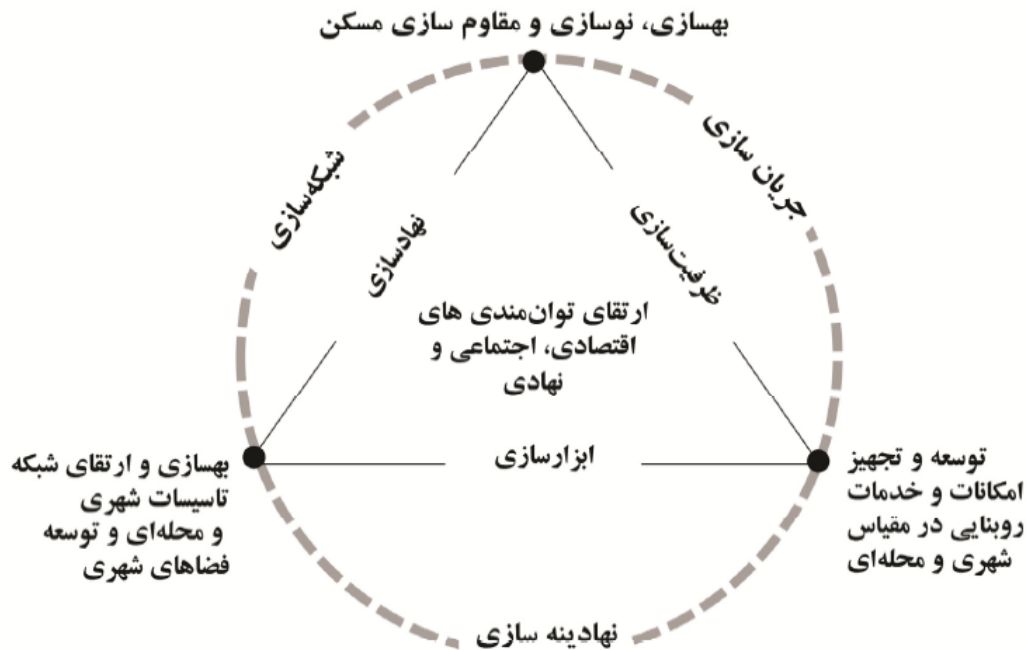 بهسازی، نوسازی و مقاوم سازی مسکن
جریان سازی
شبکه‌سازی
نهادسازی
ظرفیت‌سازی
ارتقای توان‌مندی های
اقتصادی، اجتماعی و
نهادی
ابزارسازی
توسعه و تجهیز
امکانات و خدمات
روبنایی در مقیاس
شهری و محله‌ای
بهسازی و ارتقای شبکه
تاسیسات شهری
و محله‌ای و توسعه
فضاهای شهری
نهادینه سازی